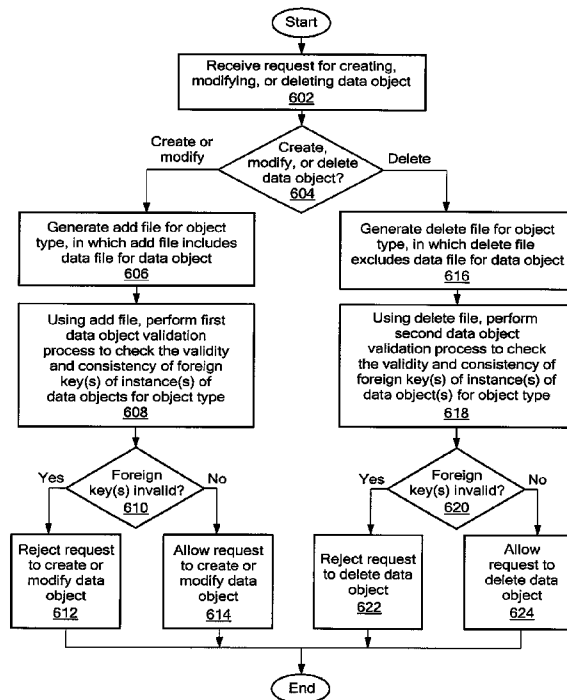 Start
Receive request for creating,
modifying, or deleting data object
602
Create or
modify
Create,
modify, or delete
data object?
604
Delete
Generate add file for object
type, in which add file includes
data file for data object
606
Generate delete file for object
type, in which delete file
excludes data file for data object
616
Using add file, perform first
data object validation
process to check the validity
and consistency of foreign
key(s) of instance(s) of
data objects for object type
608
Using delete file, perform
second data object
validation process to check
the validity and consistency of
foreign key(s) of instance(s) of
data object(s) for object type
618
Yes
Foreign
key(s) invalid?
610
No
Yes
Foreign
key(s) invalid?
620
No
Reject request
to create or
modify data
object
612
Allow request
to create or
modify data
object
614
Reject request
to delete data
object
622
Allow
request to
delete data
object
624
End